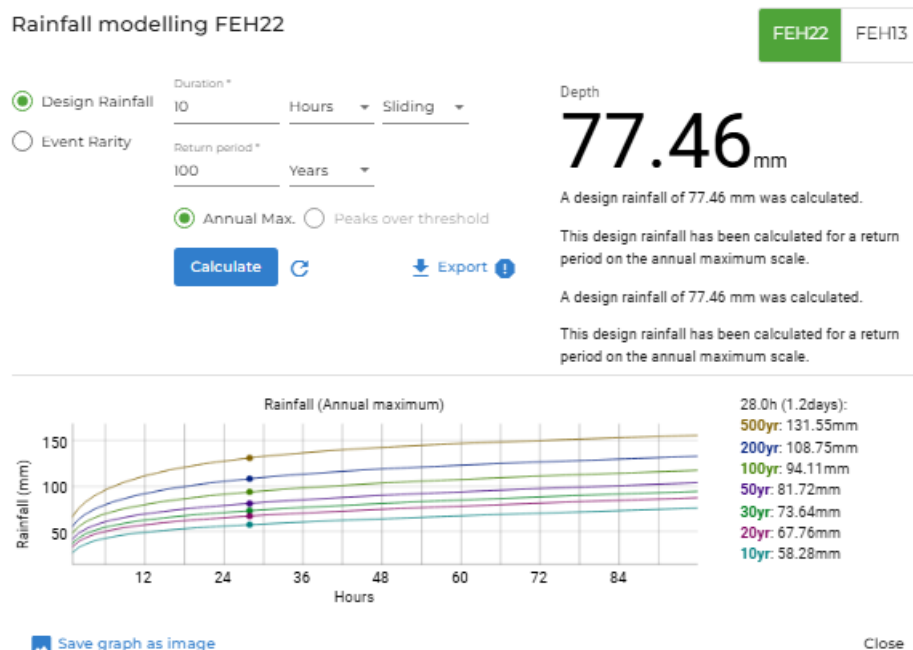 Rainfall modelling FEH22
FEH22 FEH13
Design Rainfall
Event Rarity
Duration *
10 Hours Sliding
Return period *
100 Years
Annual Max. Peaks over threshold
Calculate Export
Depth
77.46 mm
A design rainfall of 77.46 mm was calculated.
This design rainfall has been calculated for a return
period on the annual maximum scale.
A design rainfall of 77.46 mm was calculated.
This design rainfall has been calculated for a return
period on the annual maximum scale.
Rainfall (Annual maximum)
Rainfall (mm)
150
100
50
12 24 36 48 60 72 84
Hours
28.0h (1.2days):
500yr: 131.55mm
200yr: 108.75mm
100yr: 94.11mm
50yr: 81.72mm
30yr: 73.64mm
20yr: 67.76mm
10yr: 58.28mm
Save graph as image
Close